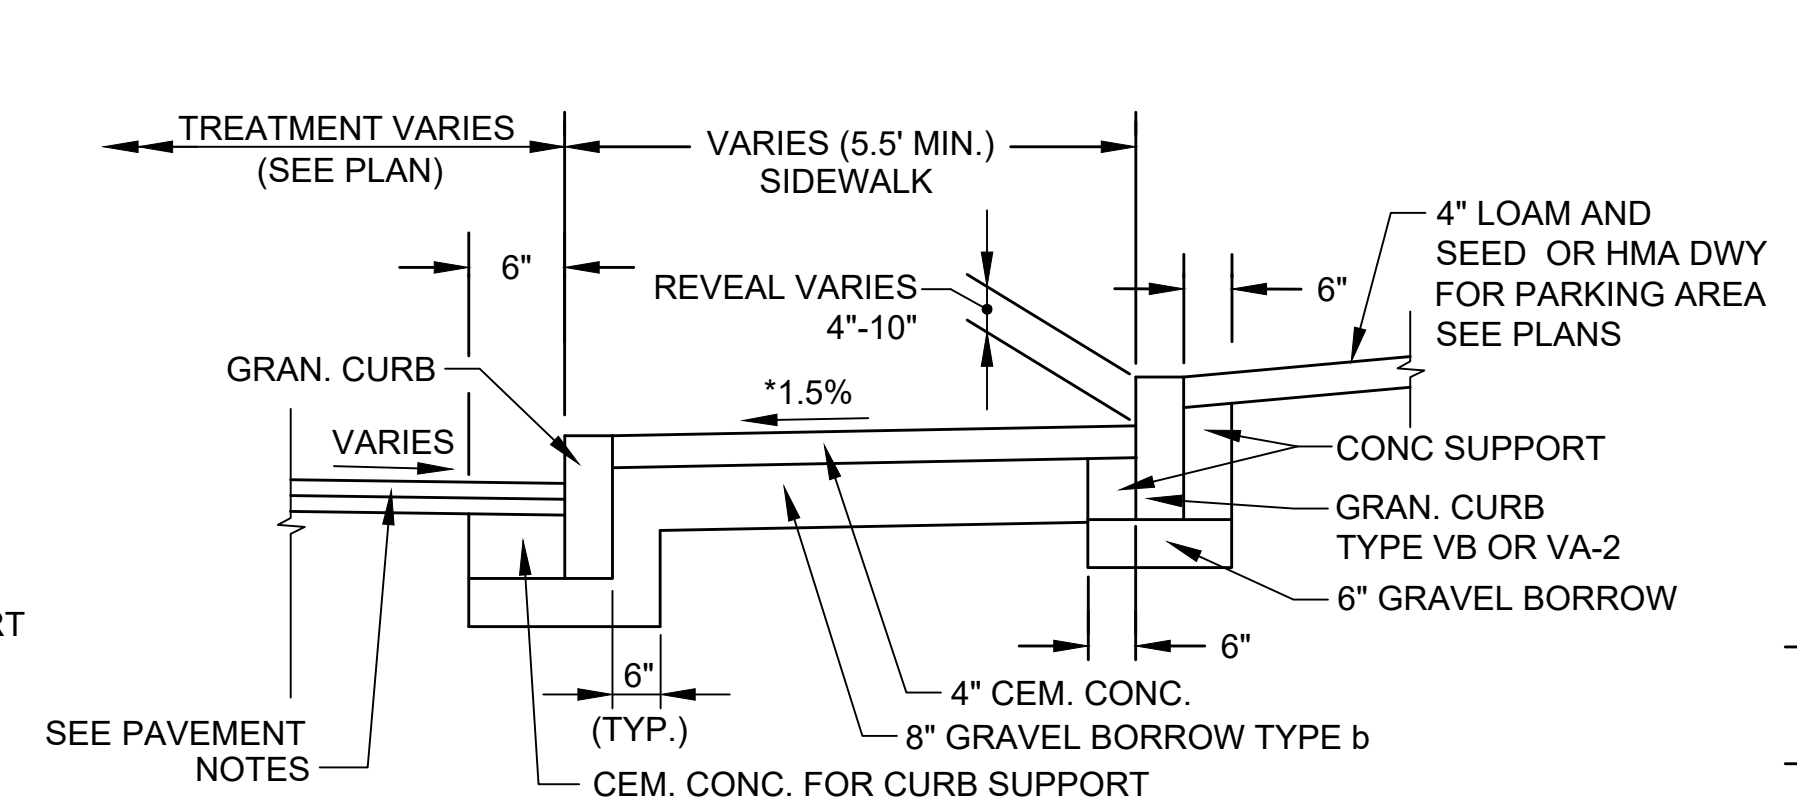 TREATMENT VARIES
(SEE PLAN)
VARIES (5.5' MIN.)
SIDEWALK
4" LOAM AND
SEED OR HMA DWY
FOR PARKING AREA
SEE PLANS
6"
REVEAL VARIES
4"-10"
6"
GRAN. CURB
*1.5%
VARIES
CONC SUPPORT
GRAN. CURB
TYPE VB OR VA-2
6" GRAVEL BORROW
RT
6"
6"
(TYP.)
4" CEM. CONC.
8" GRAVEL BORROW TYPE b
SEE PAVEMENT
NOTES
CEM. CONC. FOR CURB SUPPORT